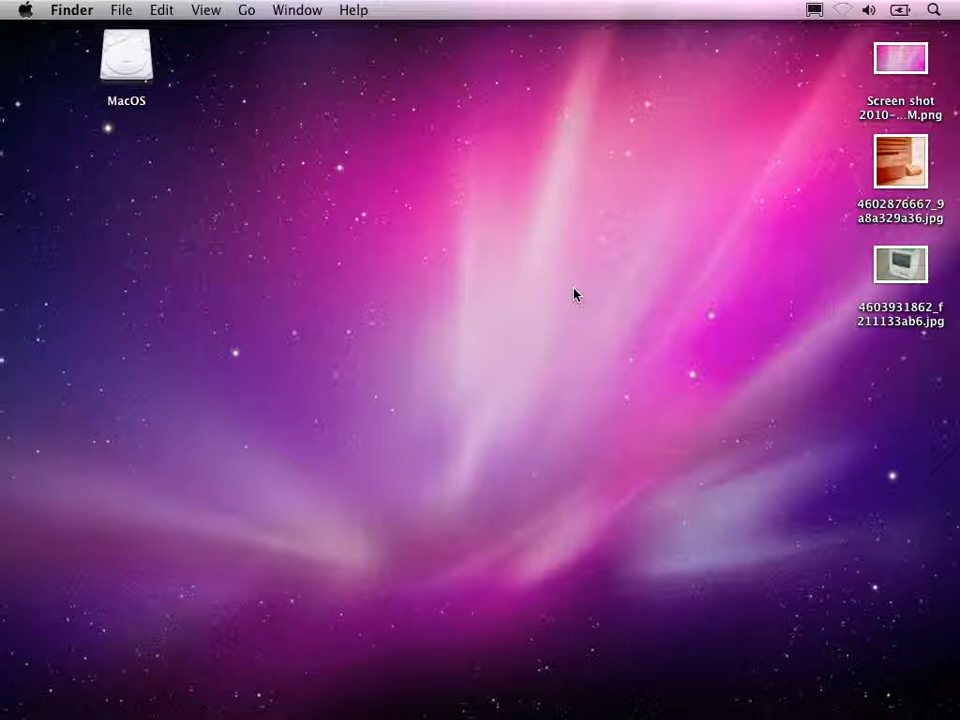 Finder File Edit View Go Window Help
MacOS
Screen shot
2010-...M.png
4602876667_9
a8a329a36.jpg
4603931862_f
211133ab6.jpg